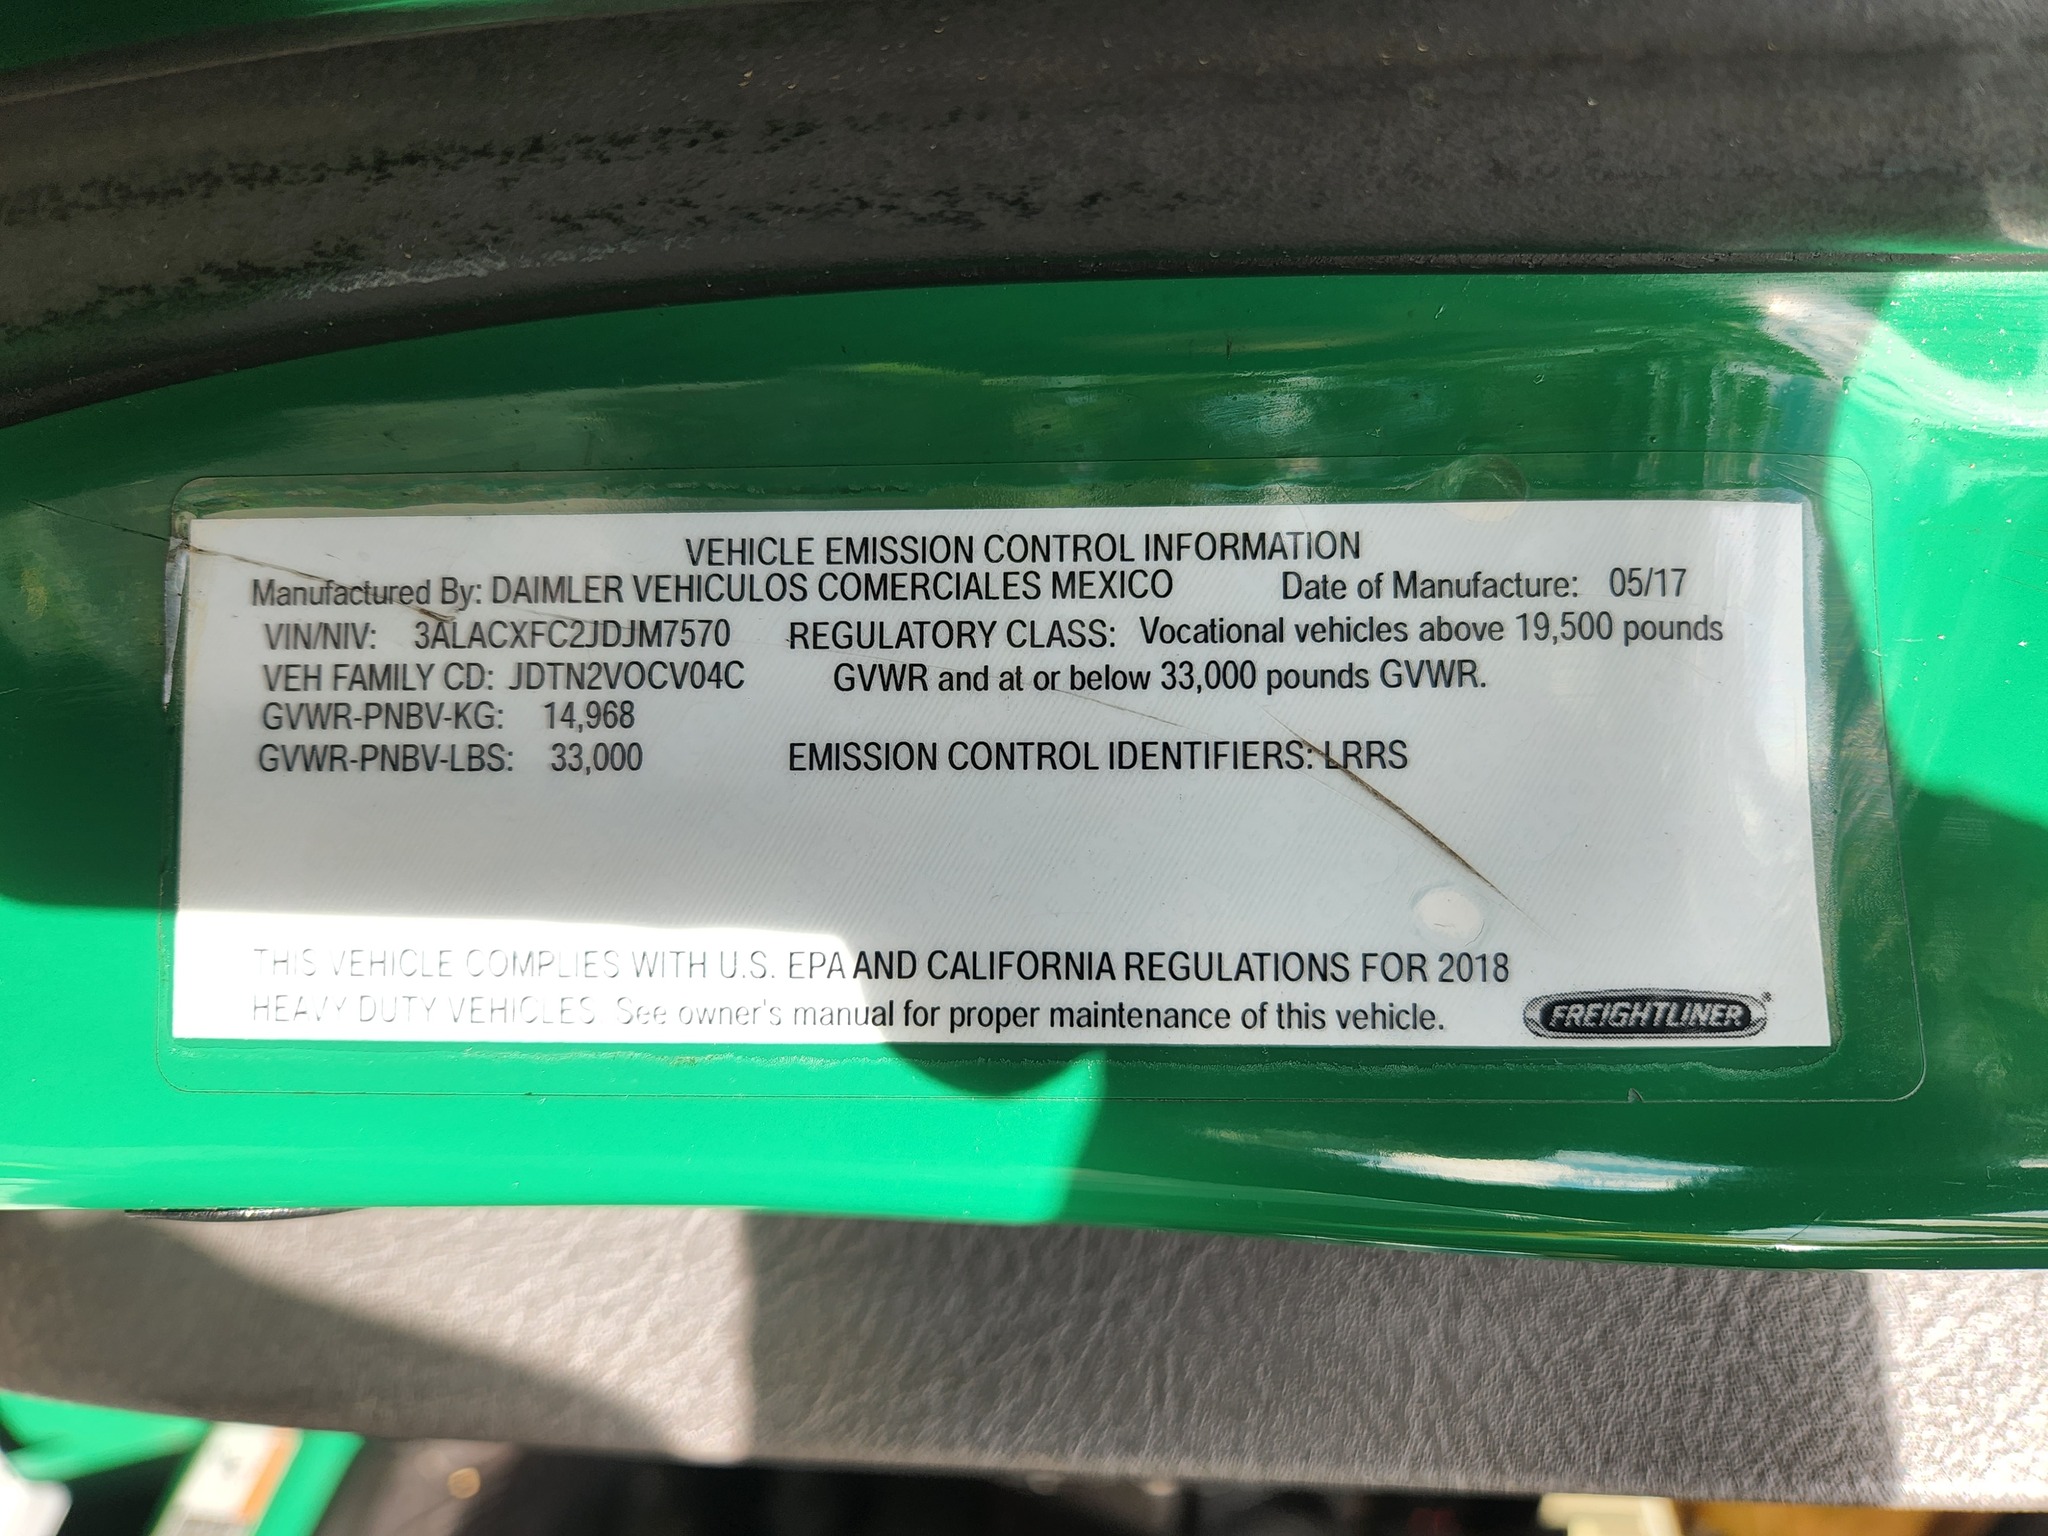 VEHICLE EMISSION CONTROL INFORMATION
Manufactured By: DAIMLER VEHICULOS COMERCIALES MEXICO Date of Manufacture: 05/17
VIN/NIV: 3ALACXFC2JDJM7570 REGULATORY CLASS: Vocational vehicles above 19,500 pounds
VEH FAMILY CD: JDTN2VOCV04C GVWR and at or below 33,000 pounds GVWR.
GVWR-PNBV-KG: 14,968
GVWR-PNBV-LBS: 33,000 EMISSION CONTROL IDENTIFIERS: LRRS
THIS VEHICLE COMPLIES WITH U.S. EPA AND CALIFORNIA REGULATIONS FOR 2018
HEAVY DUTY VEHICLES. See owner's manual for proper maintenance of this vehicle.
FREIGHTLINER®